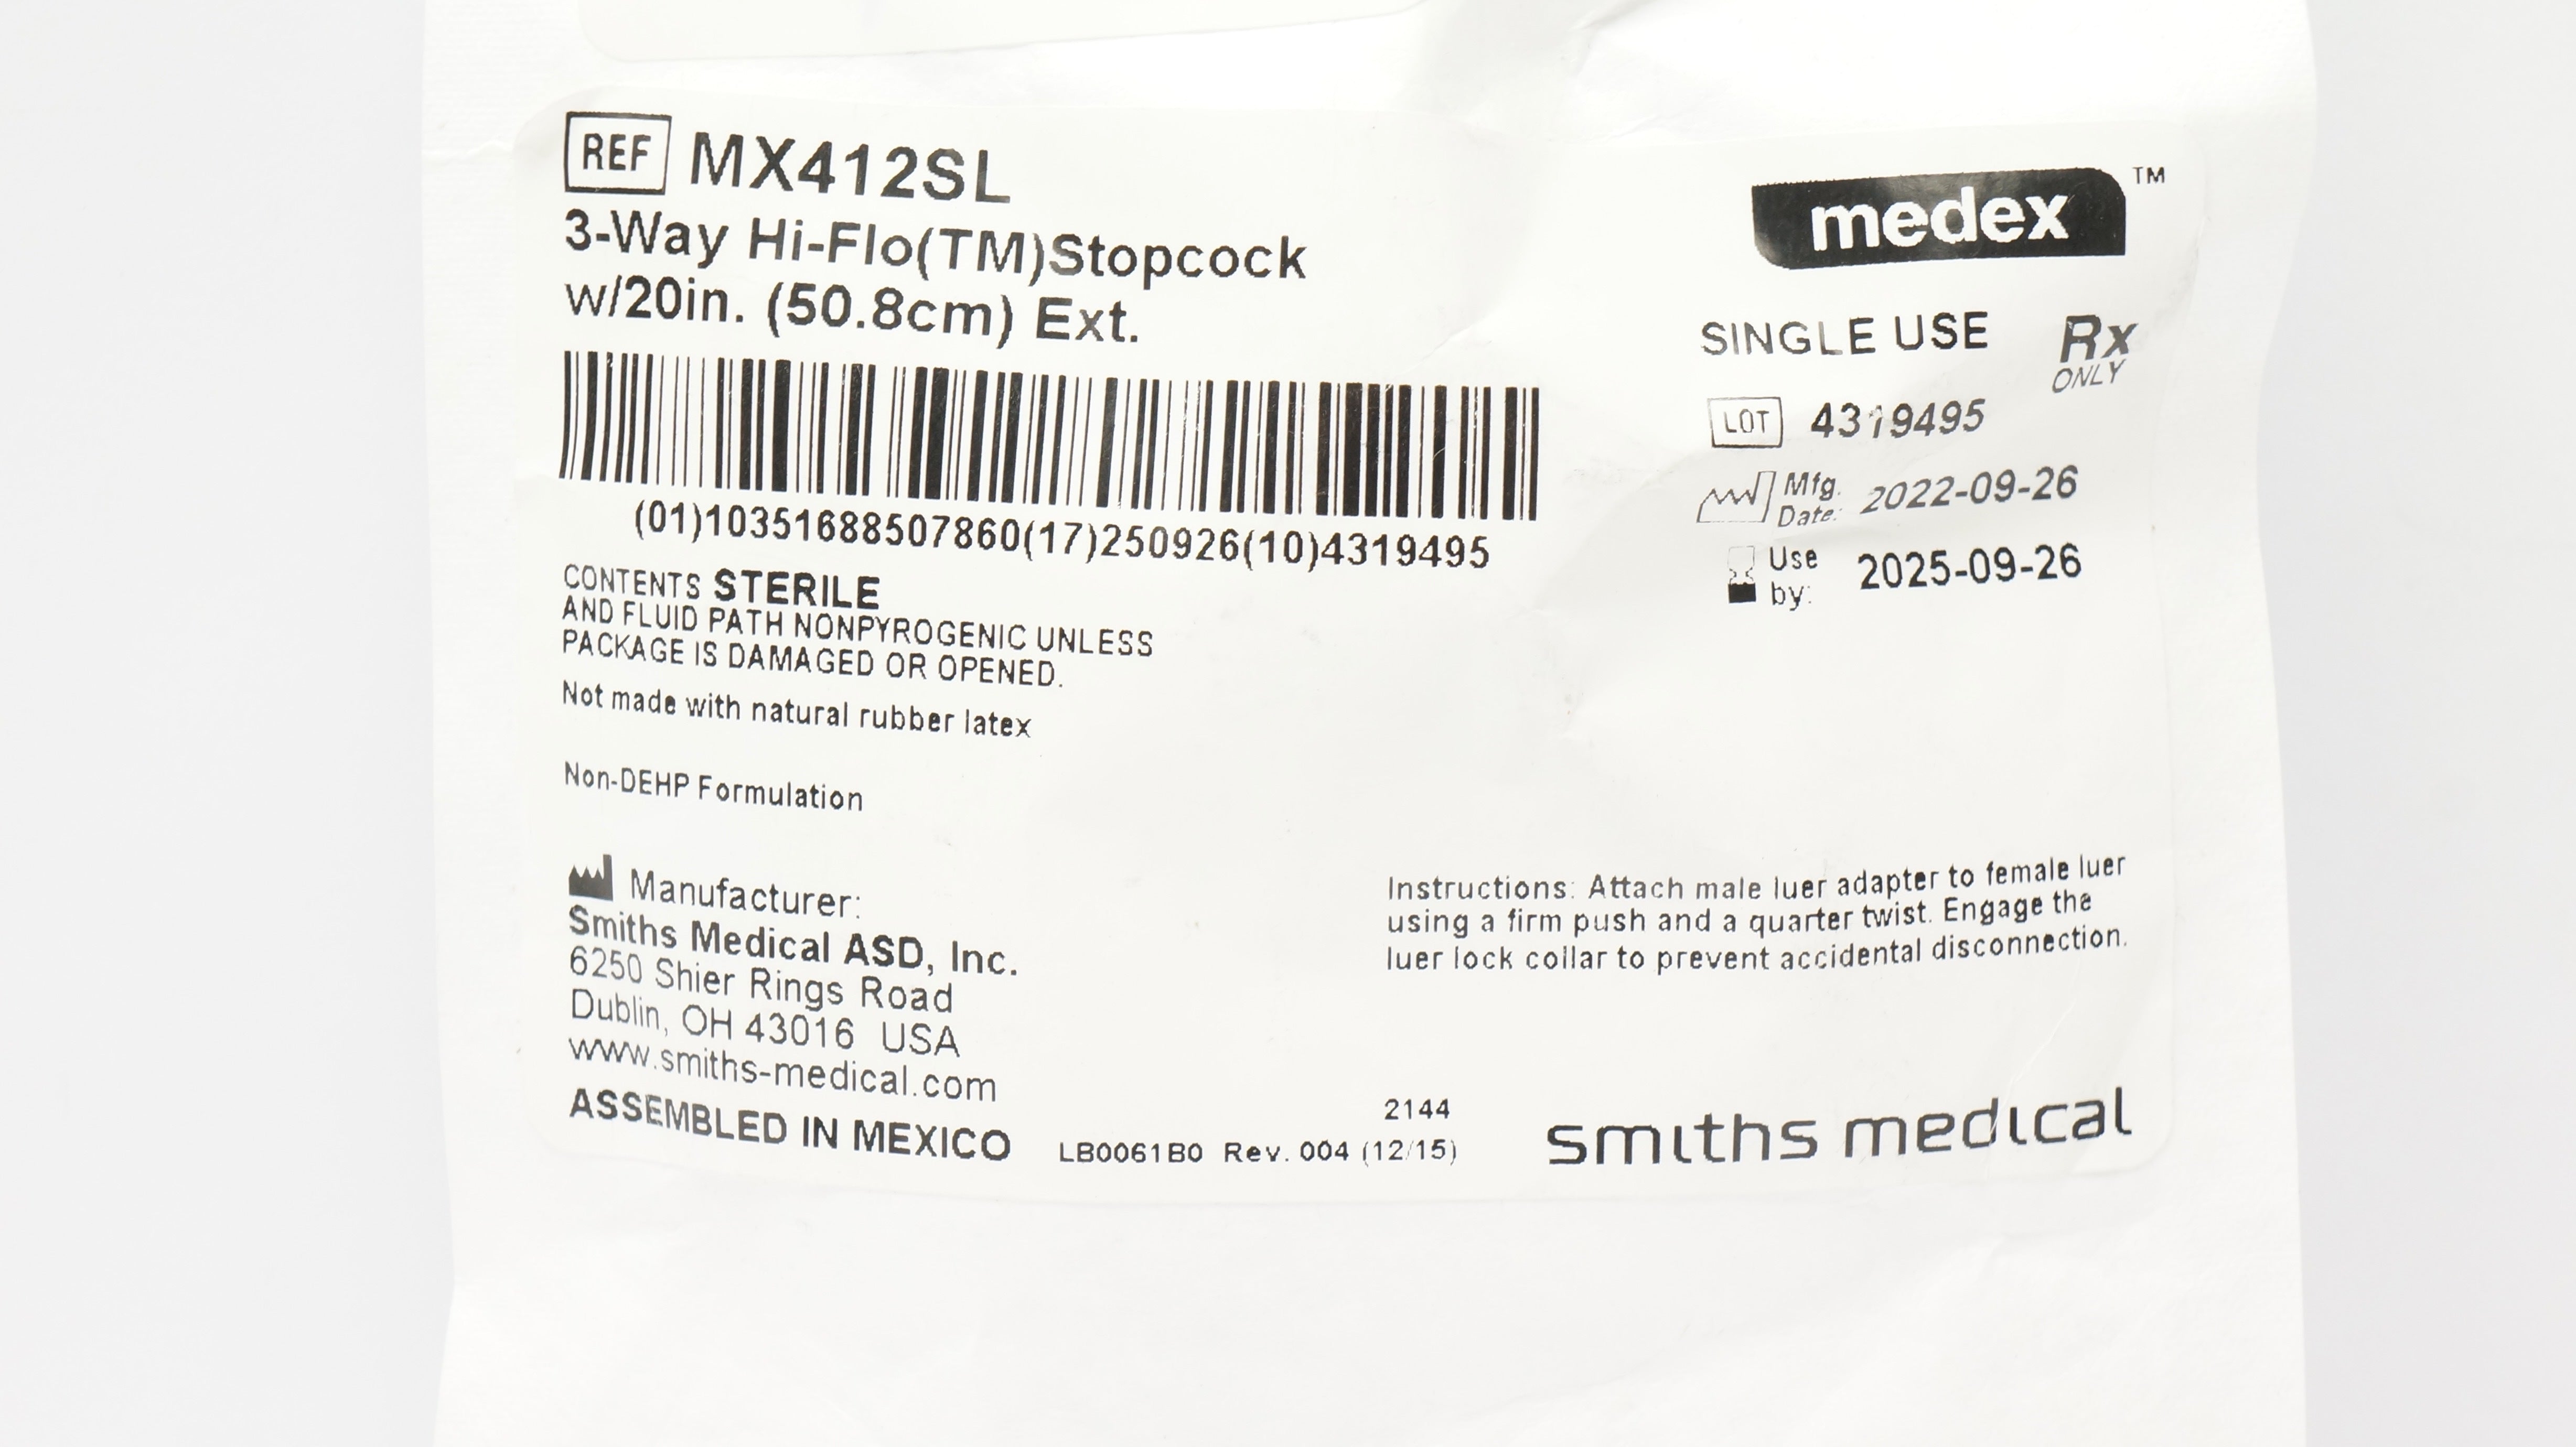 REF MX412SL
3-Way Hi-Flo(TM)Stopcock
w/20in. (50.8cm) Ext.
(01)10351688507860(17)250926(10)4319495
CONTENTS STERILE
AND FLUID PATH NONPYROGENIC UNLESS
PACKAGE IS DAMAGED OR OPENED.
Not made with natural rubber latex
Non-DEHP Formulation
Manufacturer:
Smiths Medical ASD, Inc.
6250 Shier Rings Road
Dublin, OH 43016 USA
www.smiths-medical.com
ASSEMBLED IN MEXICO
medex TM
SINGLE USE
Rx
ONLY
LOT 4319495
Mfg.
Date: 2022-09-26
Use
by: 2025-09-26
Instructions: Attach male luer adapter to female luer
using a firm push and a quarter twist. Engage the
luer lock collar to prevent accidental disconnection.
2144
LB0061B0 Rev. 004 (12/15)
smiths medical